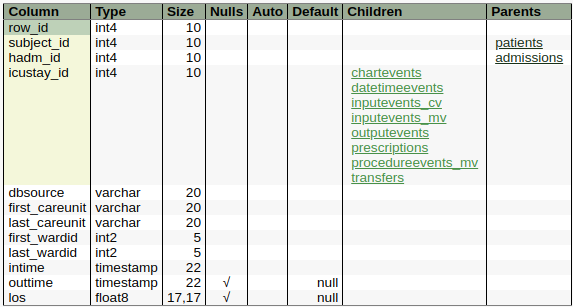 Column Type Size Nulls Auto Default Children Parents
row_id int4 10
subject_id int4 10 patients
hadm_id int4 10 admissions
icustay_id int4 10 chartevents
datetimeevents
inputevents_cv
inputevents_mv
outputevents
prescriptions
procedureevents_mv
transfers
dbsource varchar 20
first_careunit varchar 20
last_careunit varchar 20
first_wardid int2 5
last_wardid int2 5
intime timestamp 22
outtime timestamp 22 √ null
los float8 17,17 √ null